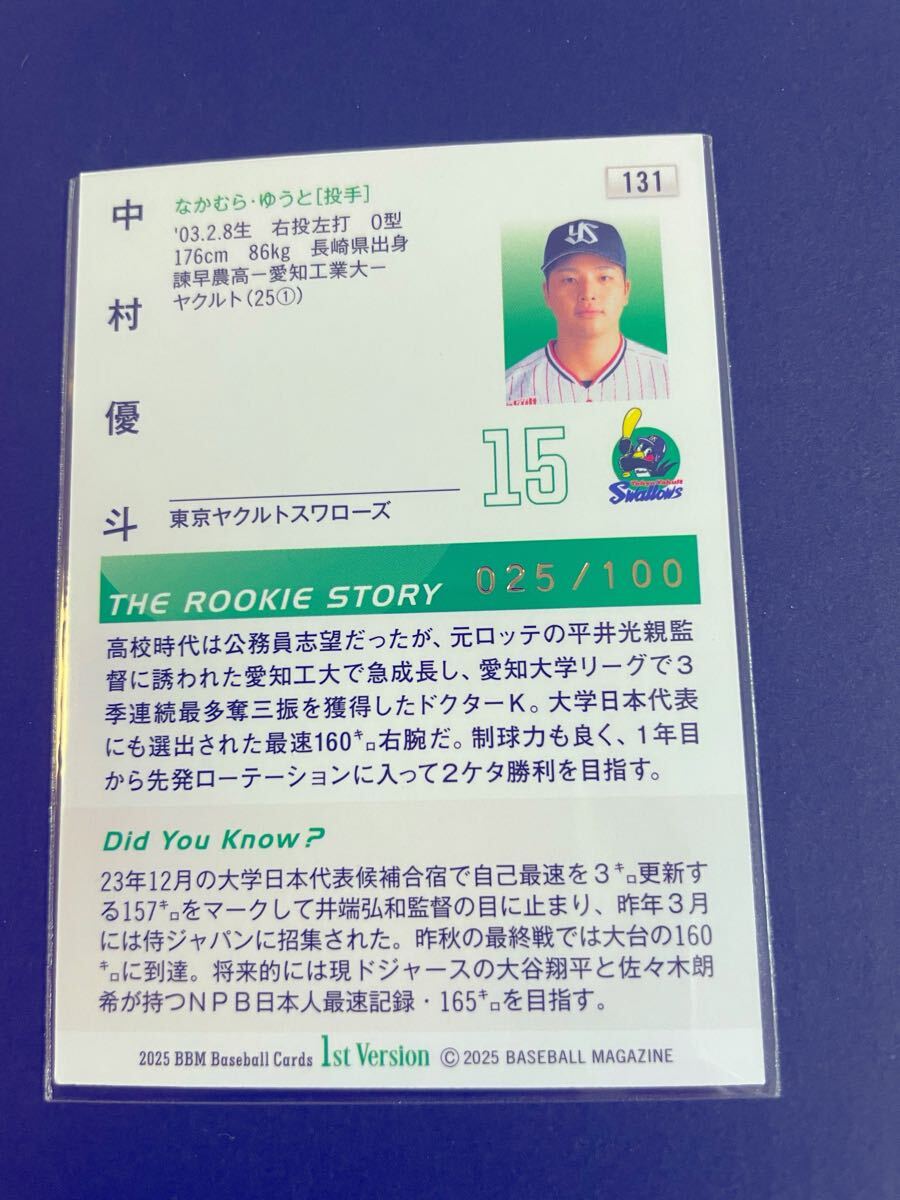 131
中村優斗
なかむら・ゆうと[投手]
'03.2.8生 右投左打 O型
176cm 86kg 長崎県出身
諫早農高ー愛知工業大ー
ヤクルト(25①)
YS
15
Tokyo Yakult
Swallows
東京ヤクルトスワローズ
THE ROOKIE STORY 025/100
高校時代は公務員志望だったが、元ロッテの平井光親監
督に誘われた愛知工大で急成長し、愛知大学リーグで3
季連続最多奪三振を獲得したドクターK。大学日本代表
にも選出された最速160㌔右腕だ。制球力も良く、1年目
から先発ローテーションに入って2ケタ勝利を目指す。
Did You Know?
23年12月の大学日本代表候補合宿で自己最速を3㌔更新す
る157㌔をマークして井端弘和監督の目に止まり、昨年3月
には侍ジャパンに招集された。昨秋の最終戦では大台の160
㌔に到達。将来的には現ドジャースの大谷翔平と佐々木朗
希が持つNPB日本人最速記録・165㌔を目指す。
2025 BBM Baseball Cards 1st Version ©2025 BASEBALL MAGAZINE